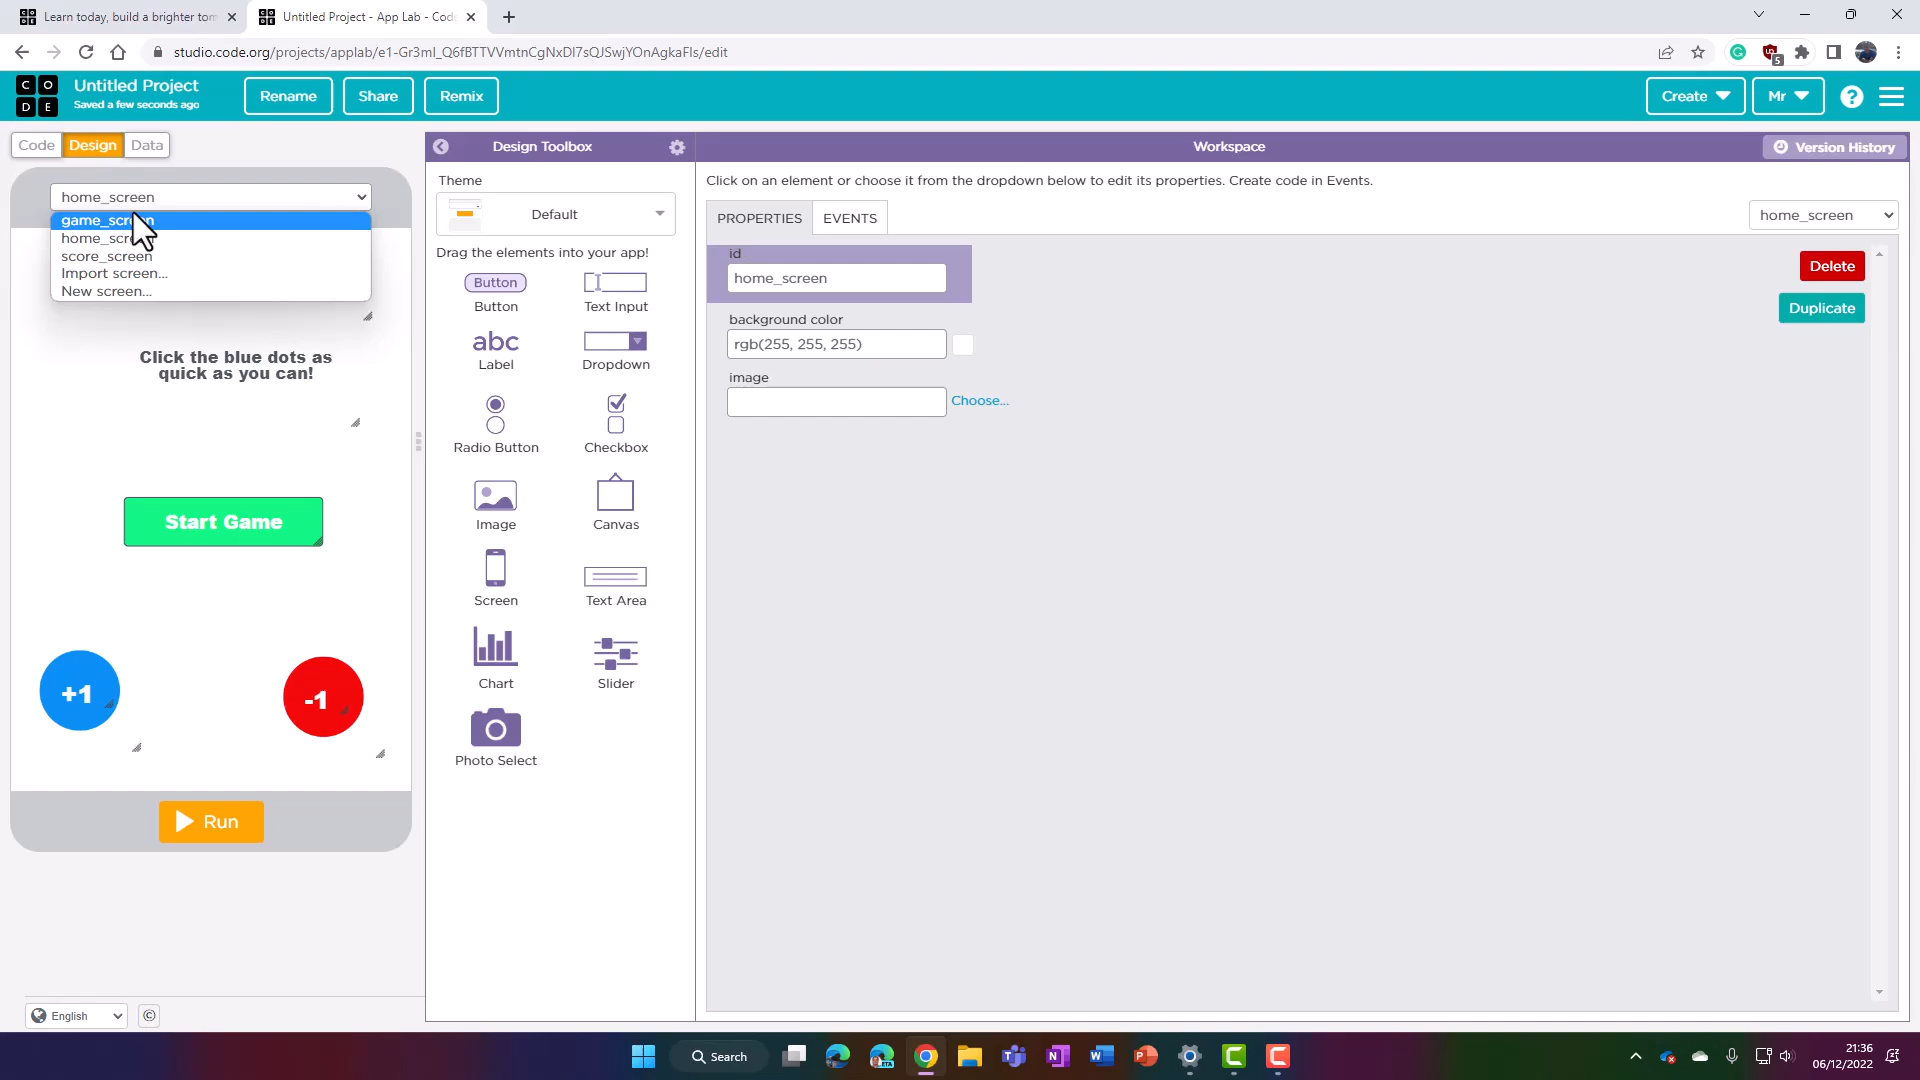 Learn today, build a brighter tom
Untitled Project - App Lab - Code
studio.code.org/projects/applab/e1-Gr3ml_Q6fBTTVVmtnCgNxDl7sQJSwjYOnAgkaFIs/edit
5
C O
D E
Untitled Project
Saved a few seconds ago
Rename
Share
Remix
Create
Mr
?
Code
Design
Data
Design Toolbox
Workspace
Version History
home_screen
game_screen
home_screen
score_screen
Import screen...
New screen...
Click the blue dots as
quick as you can!
Start Game
+1
-1
Run
Theme
Default
Drag the elements into your app!
Button
Button
Text Input
abc
Label
Dropdown
Radio Button
Checkbox
Image
Canvas
Screen
Text Area
Chart
Slider
Photo Select
Click on an element or choose it from the dropdown below to edit its properties. Create code in Events.
PROPERTIES
EVENTS
home_screen
id
home_screen
Delete
Duplicate
background color
rgb(255, 255, 255)
image
Choose...
English
©
Search
21:36
06/12/2022